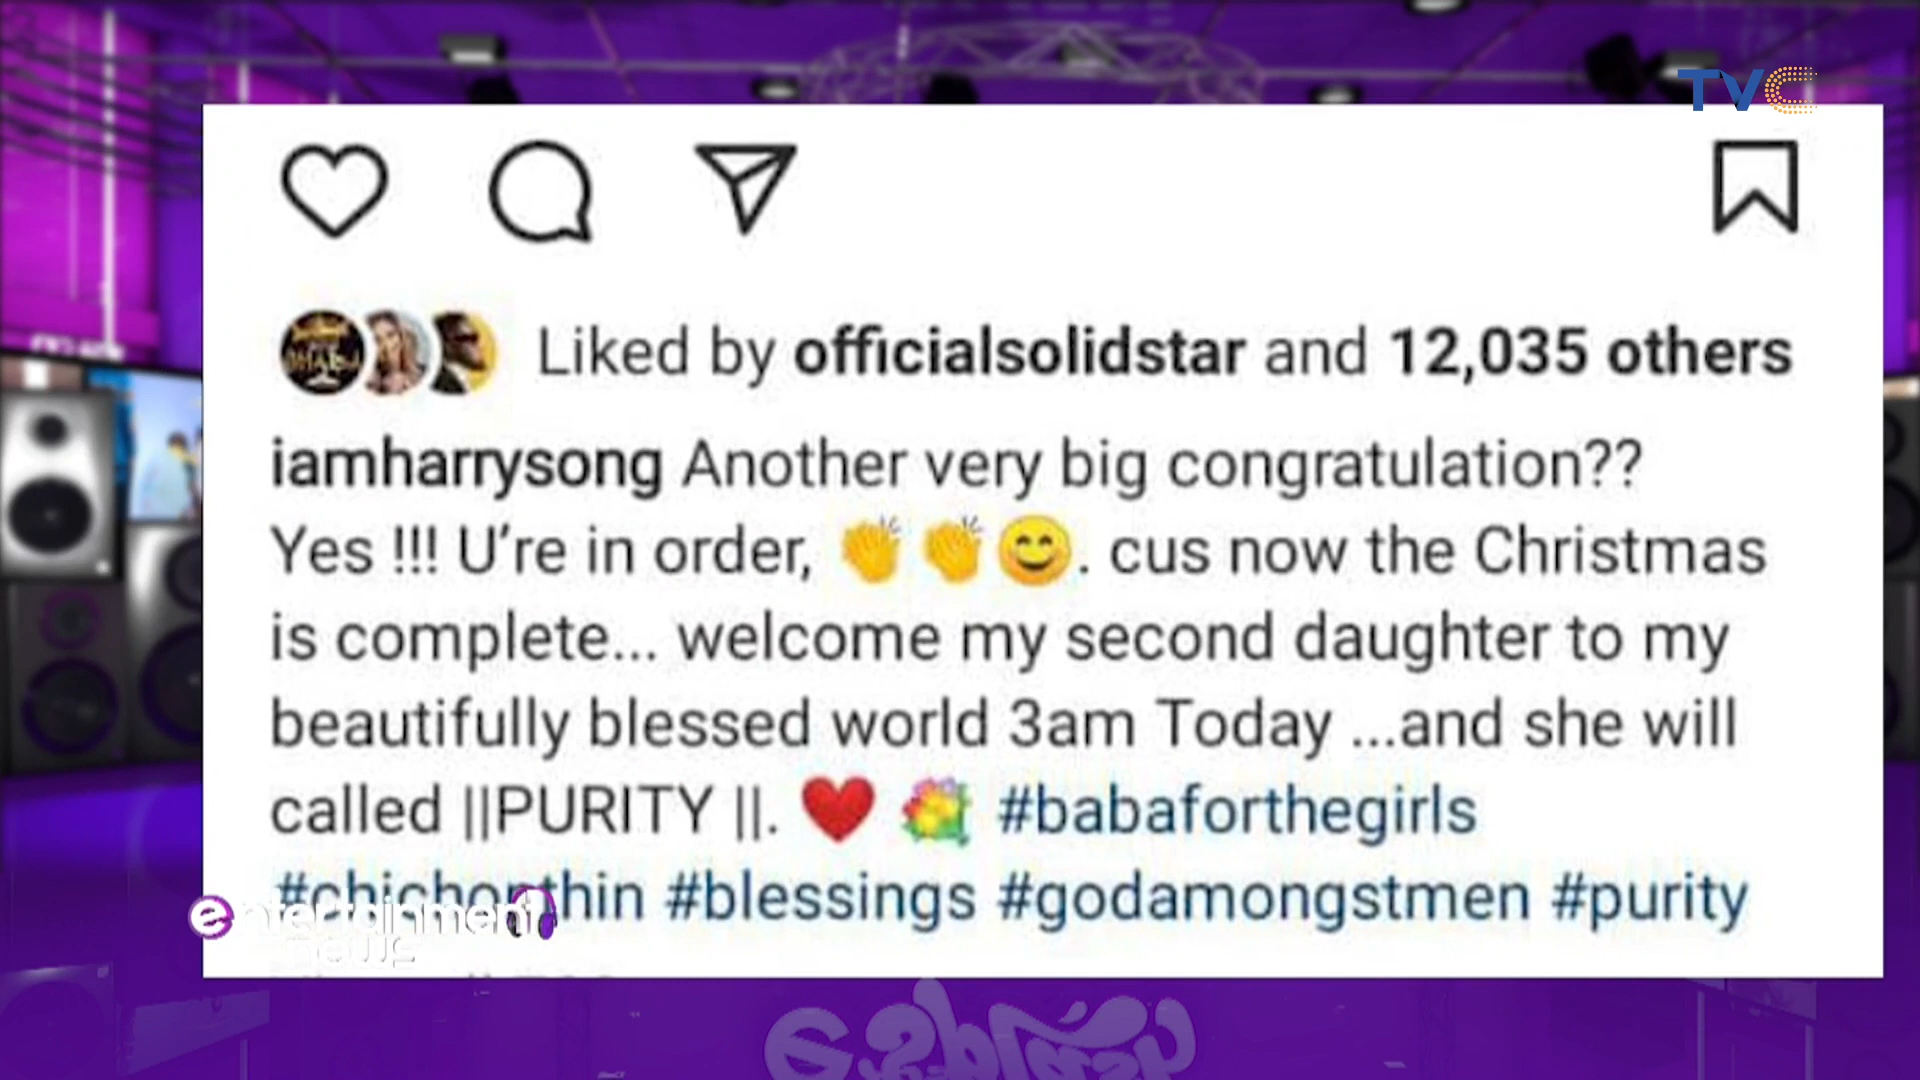 TVC
Liked by officialsolidstar and 12,035 others
iamharrysong Another very big congratulation??
Yes !!! U’re in order, 👏👏😊. cus now the Christmas
is complete... welcome my second daughter to my
beautifully blessed world 3am Today ...and she will
called ||PURITY ||. ❤️ 💐 #babaforthegirls
#blessings #godamongstmen #purity
entertainment
news